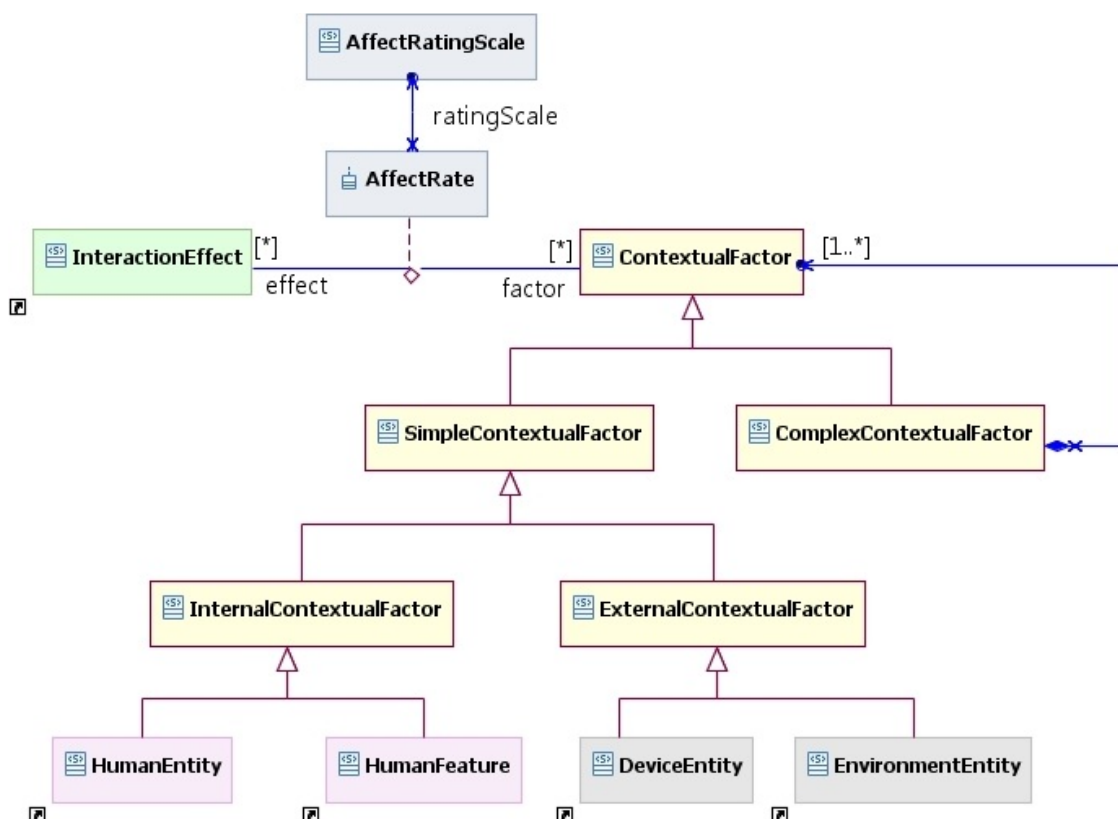 AffectRatingScale
ratingScale
AffectRate
InteractionEffect
[*]
effect
[*]
factor
ContextualFactor
[1..*]
SimpleContextualFactor
ComplexContextualFactor
InternalContextualFactor
ExternalContextualFactor
HumanEntity
HumanFeature
DeviceEntity
EnvironmentEntity